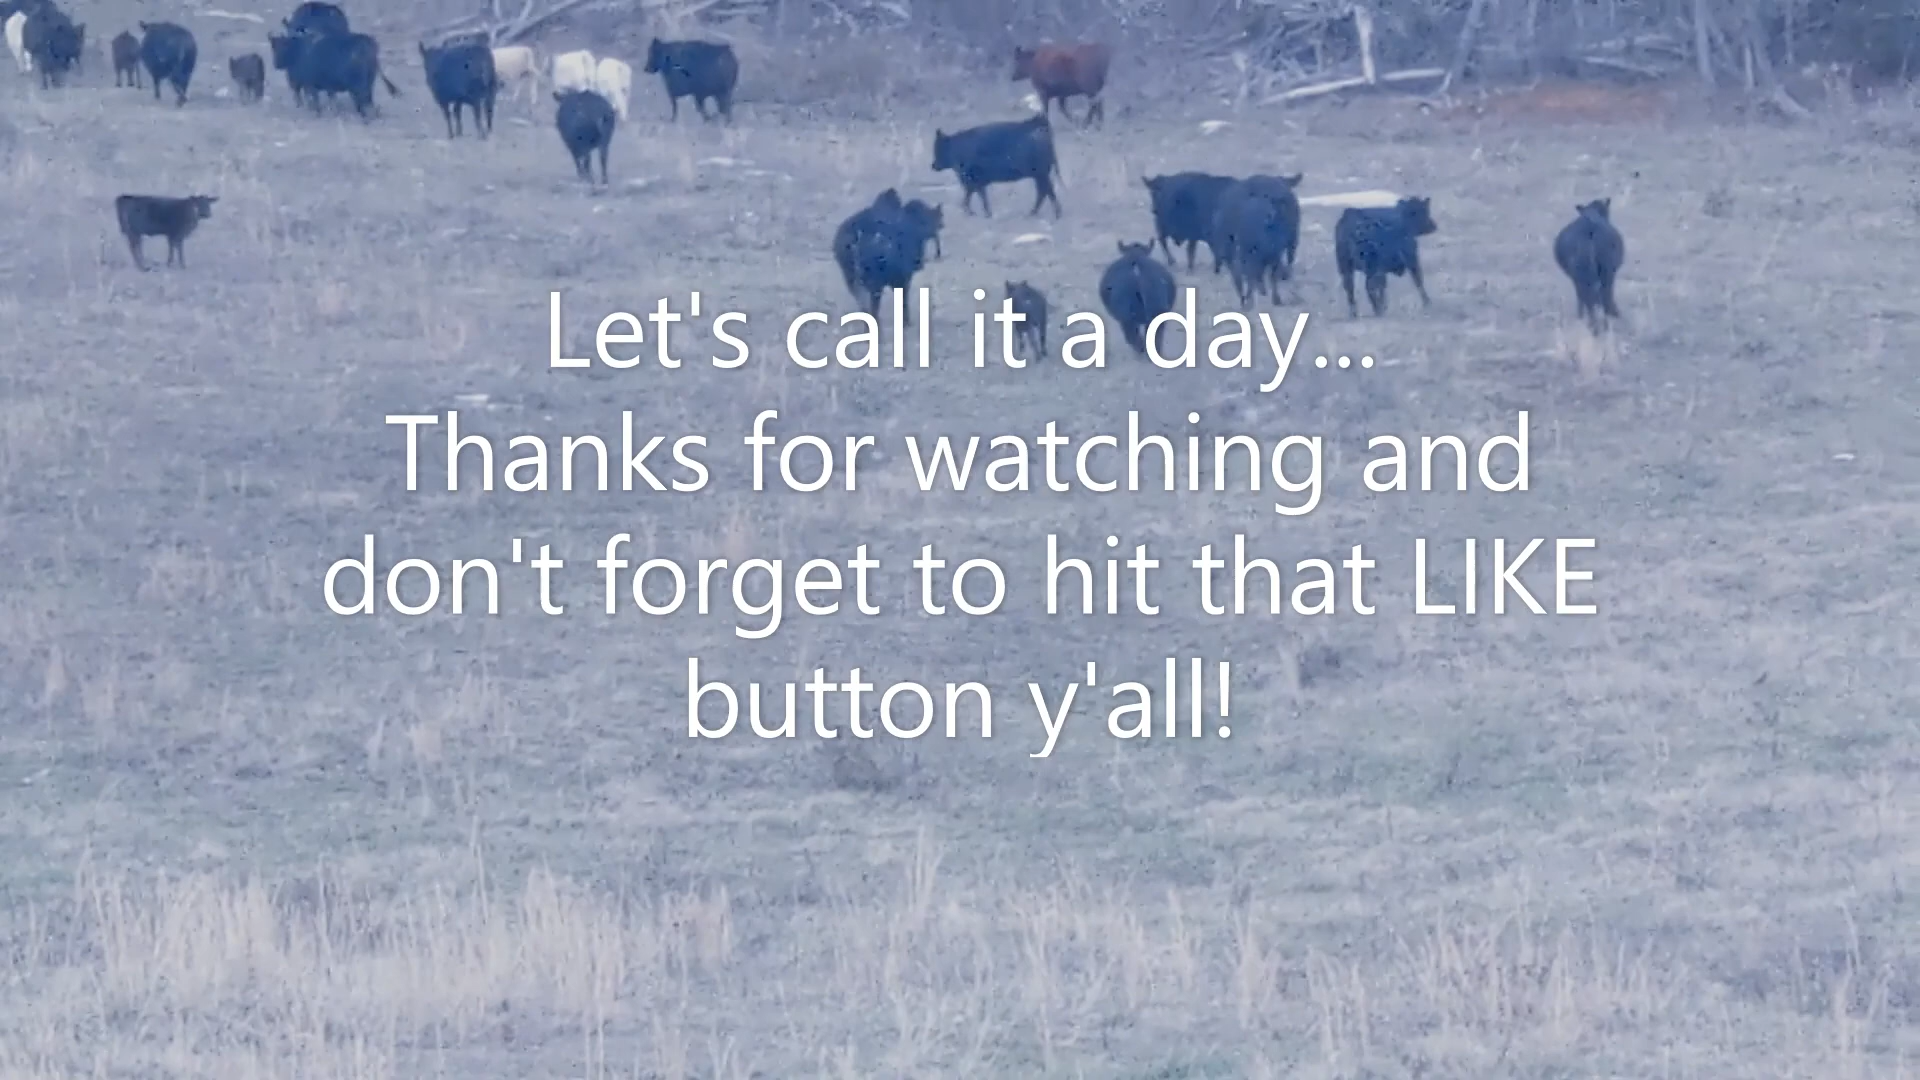 Let's call it a day...
Thanks for watching and
don't forget to hit that LIKE
button y'all!